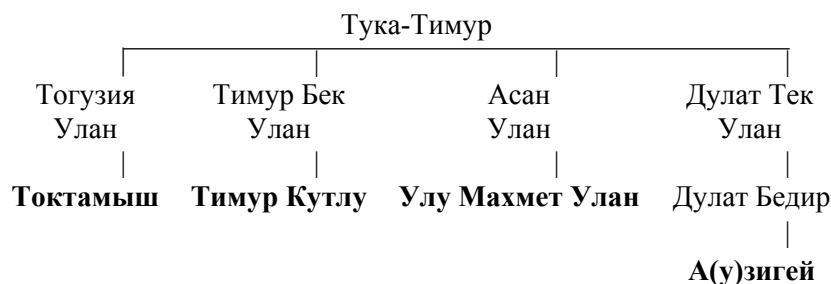 Тука-Тимур
Тогузия Тимур Бек Асан Дулат Тек
Улан Улан Улан Улан
Токтамыш Тимур Кутлу Улу Махмет Улан Дулат Бедир
А(у)зигей